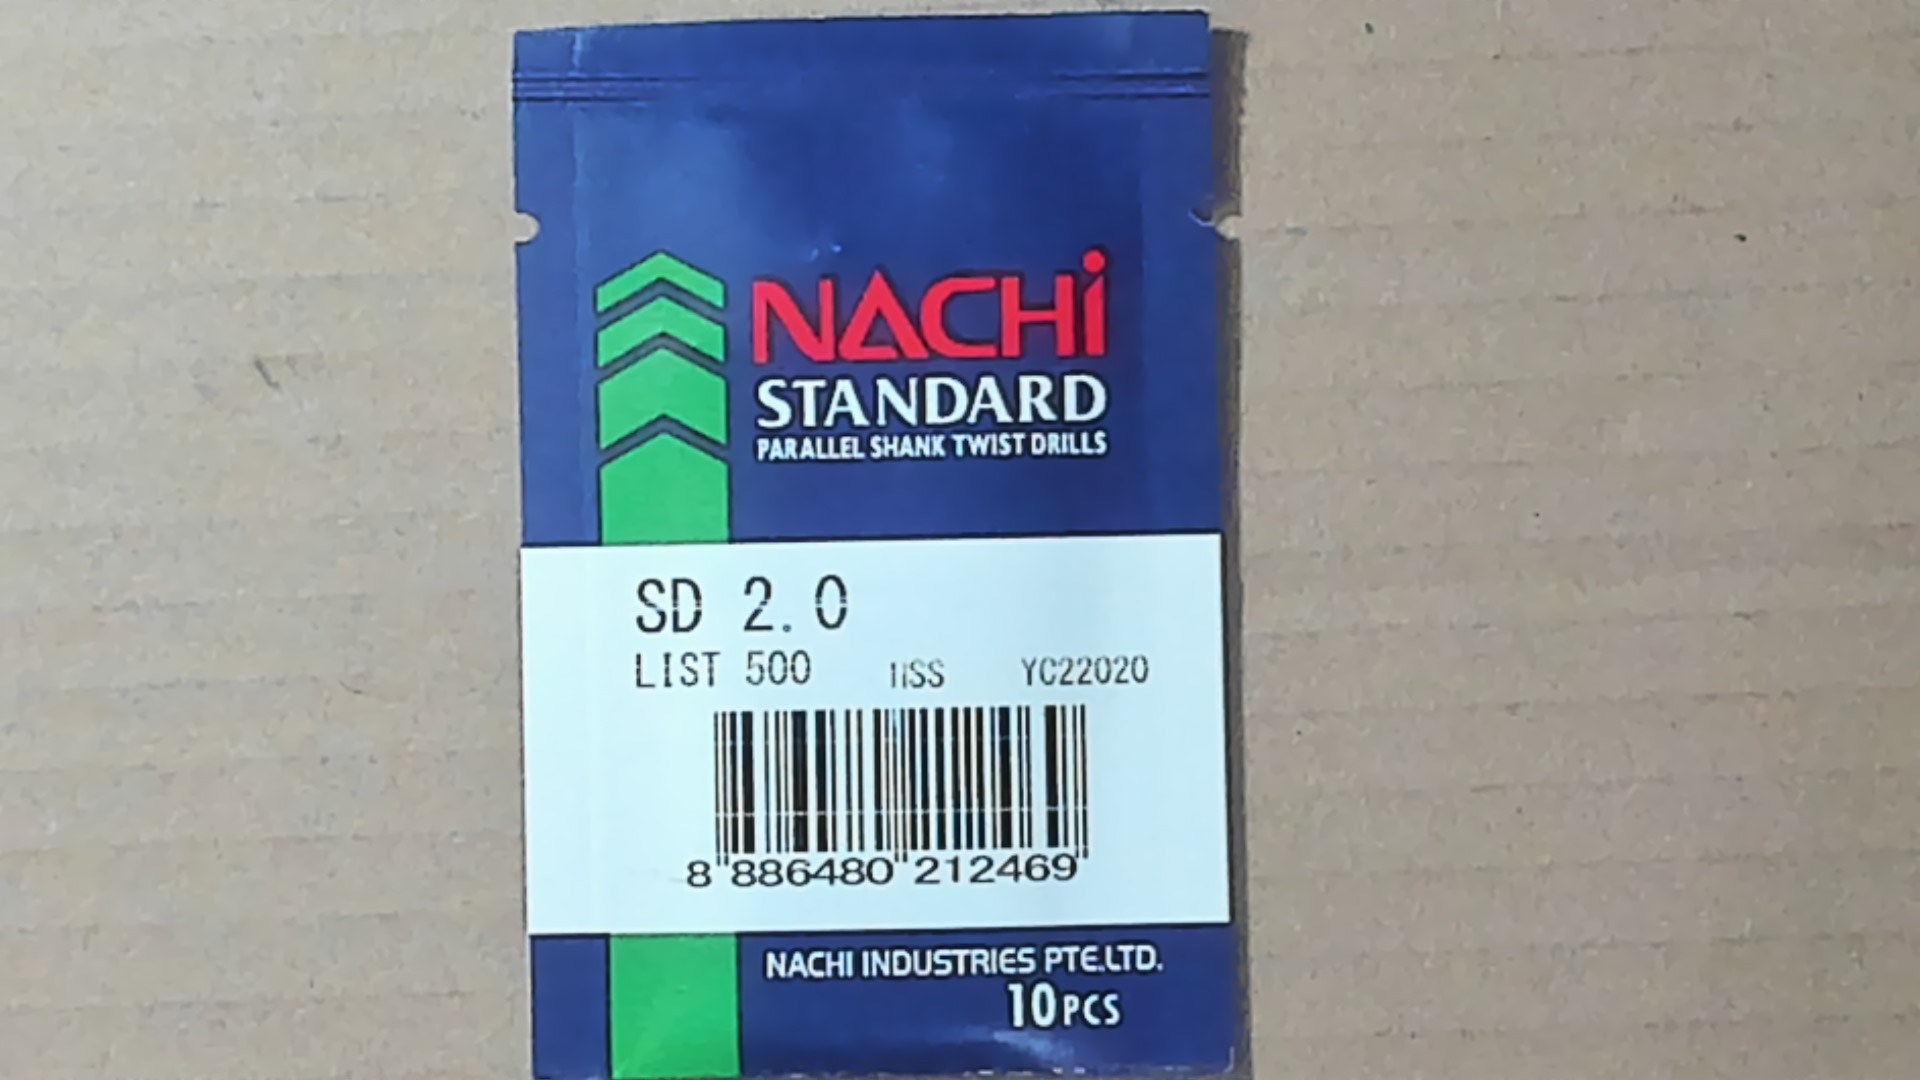 NACHi
STANDARD
PARALLEL SHANK TWIST DRILLS
SD 2.0
LIST 500 HSS YC22020
8 886480 212469
NACHI INDUSTRIES PTE.LTD.
10PCS